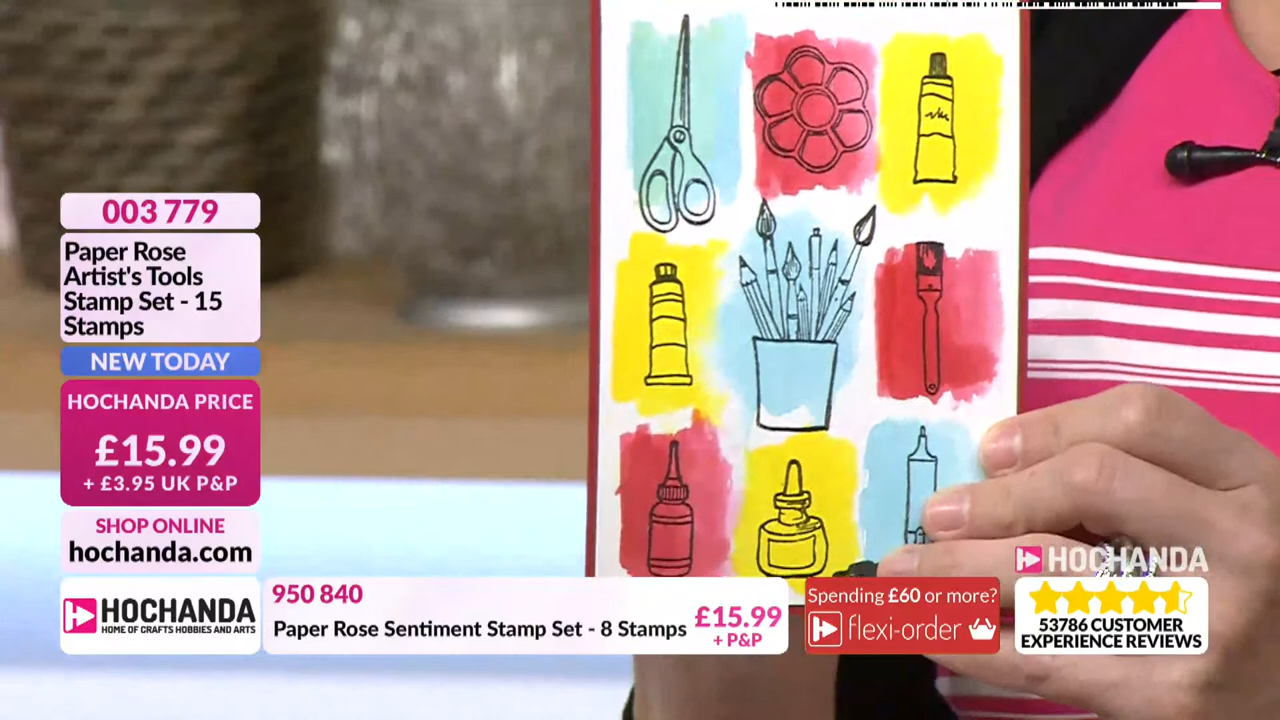 003 779
Paper Rose
Artist's Tools
Stamp Set - 15
Stamps
NEW TODAY
HOCHANDA PRICE
£15.99
+ £3.95 UK P&P
SHOP ONLINE
hochanda.com
HOCHANDA
HOME OF CRAFTS HOBBIES AND ARTS
950 840
Paper Rose Sentiment Stamp Set - 8 Stamps
£15.99
+ P&P
Spending £60 or more?
flexi-order
HOCHANDA
53786 CUSTOMER
EXPERIENCE REVIEWS